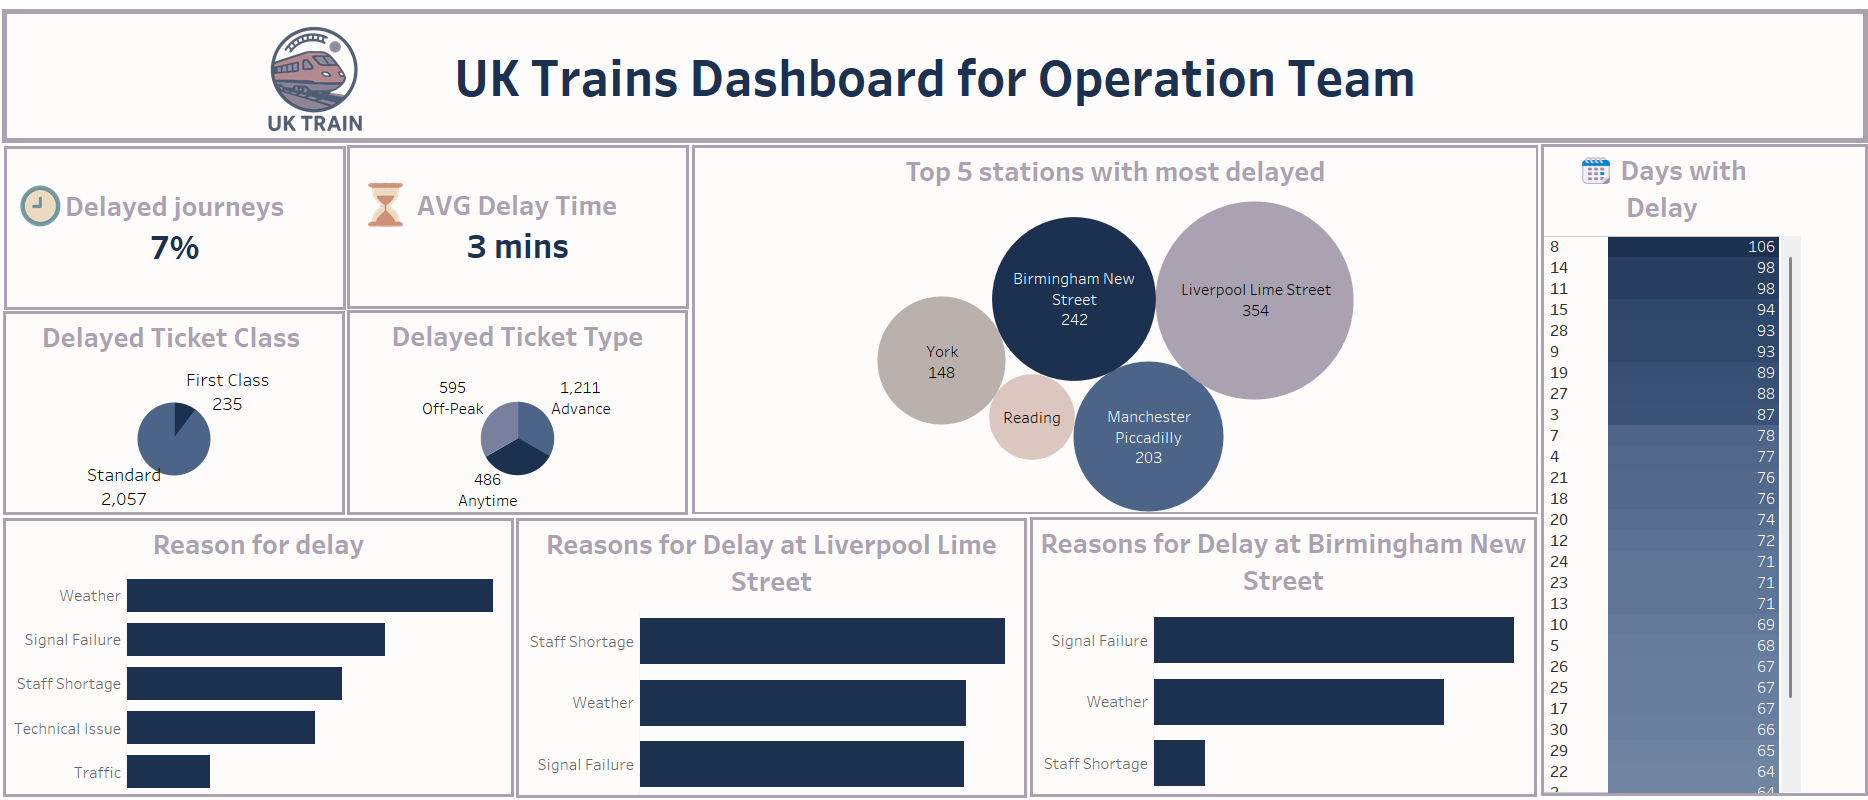 UK TRAIN
UK Trains Dashboard for Operation Team
Delayed journeys
7%
AVG Delay Time
3 mins
Delayed Ticket Class
First Class
235
Standard
2,057
Delayed Ticket Type
595
Off-Peak
1,211
Advance
486
Anytime
Top 5 stations with most delayed
Birmingham New
Street
242
Liverpool Lime Street
354
York
148
Reading
Manchester
Piccadilly
203
Days with
Delay
8 106
14 98
11 98
15 94
28 93
9 93
19 89
27 88
3 87
7 78
4 77
21 76
18 76
20 74
12 72
24 71
23 71
13 71
10 69
5 68
26 67
25 67
17 67
30 66
29 65
22 64
2 64
Reason for delay
Weather
Signal Failure
Staff Shortage
Technical Issue
Traffic
Reasons for Delay at Liverpool Lime
Street
Staff Shortage
Weather
Signal Failure
Reasons for Delay at Birmingham New
Street
Signal Failure
Weather
Staff Shortage